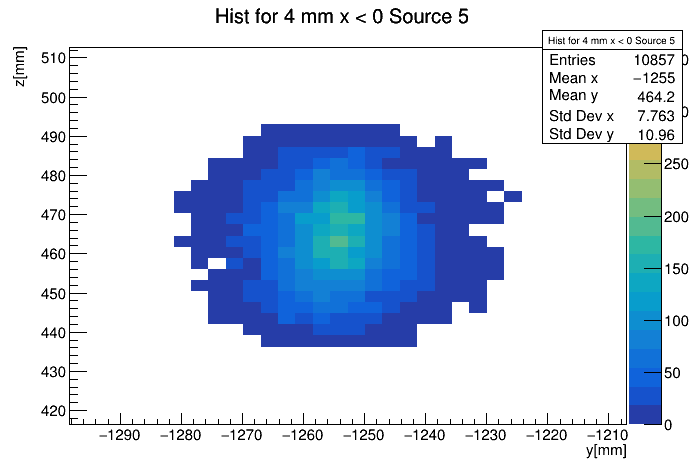 Hist for 4 mm x < 0 Source 5
Hist for 4 mm x < 0 Source 5
Entries 10857
Mean x −1255
Mean y 464.2
Std Dev x 7.763
Std Dev y 10.96
z[mm]
510
500
490
480
470
460
450
440
430
420
−1290 −1280 −1270 −1260 −1250 −1240 −1230 −1220 −1210
y[mm]
250
200
150
100
50
0